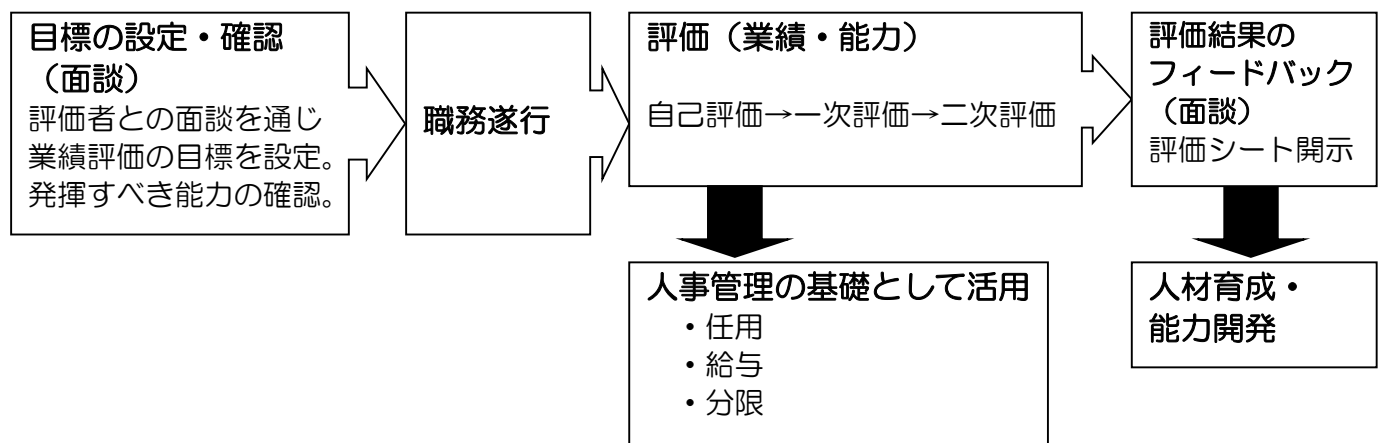 目標の設定・確認
（面談）
評価者との面談を通じ
業績評価の目標を設定。
発揮すべき能力の確認。
職務遂行
評価（業績・能力）
自己評価→一次評価→二次評価
評価結果の
フィードバック
（面談）
評価シート開示
人事管理の基礎として活用
・任用
・給与
・分限
人材育成・
能力開発